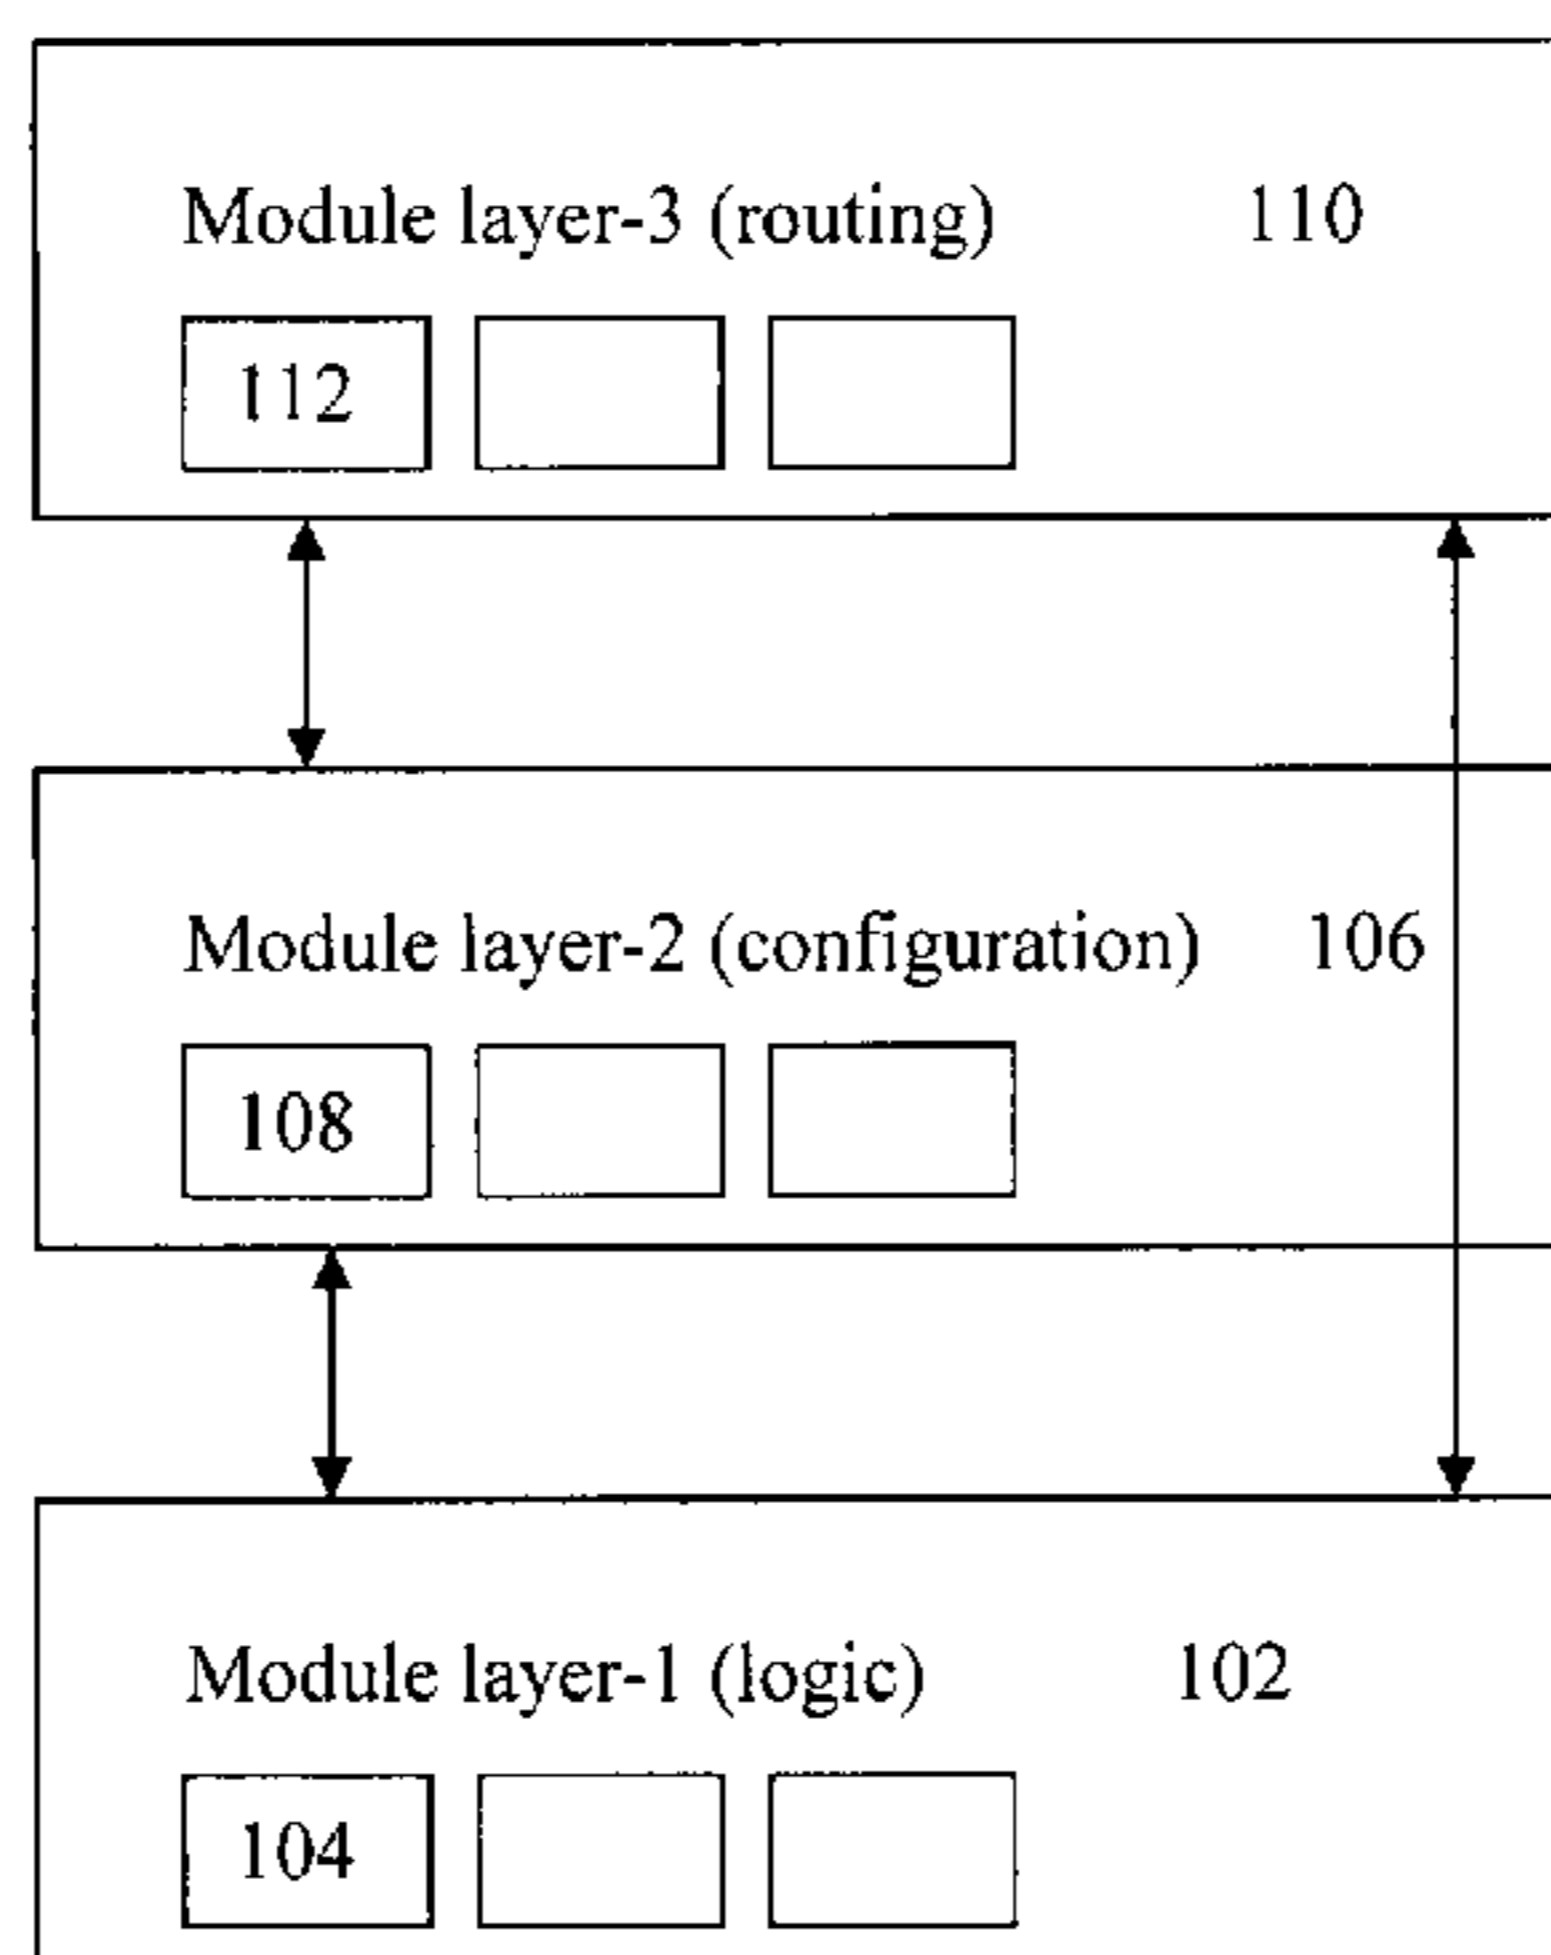 Module layer-3 (routing) 110
112
Module layer-2 (configuration) 106
108
Module layer-1 (logic) 102
104